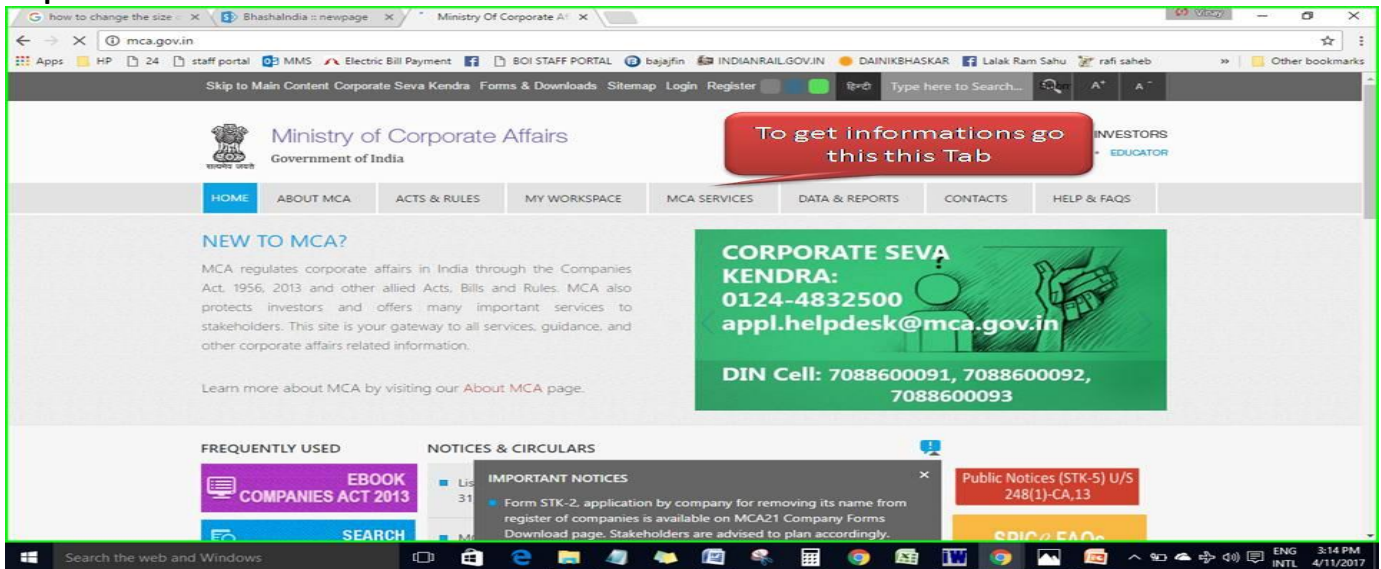 how to change the size
BhashaIndia :: newpage
Ministry Of Corporate Af
Vinay
mca.gov.in
Apps HP 24 staff portal MMS Electric Bill Payment BOI STAFF PORTAL bajajfin INDIANRAIL.GOV.IN DAINIKBHASKAR Lalak Ram Sahu rafi saheb » Other bookmarks
Skip to Main Content Corporate Seva Kendra Forms & Downloads Sitemap Login Register हिन्दी Type here to Search... A+ A-
Ministry of Corporate Affairs
Government of India
सत्यमेव जयते
To get informations go
this this Tab
INVESTORS
EDUCATOR
HOME ABOUT MCA ACTS & RULES MY WORKSPACE MCA SERVICES DATA & REPORTS CONTACTS HELP & FAQS
NEW TO MCA?
MCA regulates corporate affairs in India through the Companies
Act, 1956, 2013 and other allied Acts, Bills and Rules. MCA also
protects investors and offers many important services to
stakeholders. This site is your gateway to all services, guidance, and
other corporate affairs related information.
Learn more about MCA by visiting our About MCA page.
CORPORATE SEVA
KENDRA:
0124-4832500
appl.helpdesk@mca.gov.in
DIN Cell: 7088600091, 7088600092,
7088600093
FREQUENTLY USED
EBOOK
COMPANIES ACT 2013
SEARCH
NOTICES & CIRCULARS
Lis
31
IMPORTANT NOTICES ×
Form STK-2, application by company for removing its name from
register of companies is available on MCA21 Company Forms
Download page. Stakeholders are advised to plan accordingly.
Public Notices (STK-5) U/S
248(1)-CA,13
Search the web and Windows
ENG
INTL
3:14 PM
4/11/2017